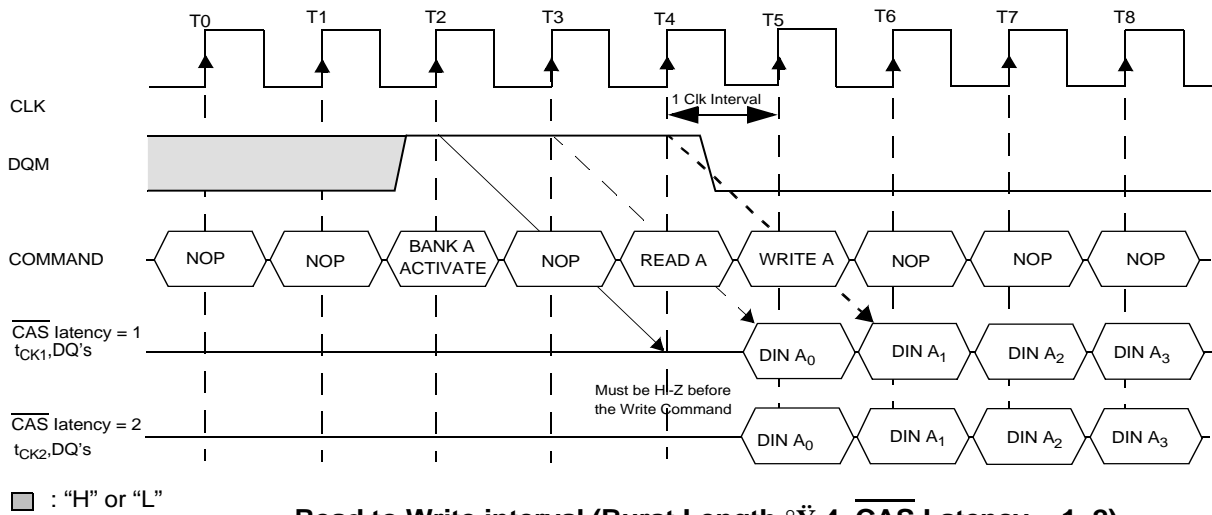 T0 T1 T2 T3 T4 T5 T6 T7 T8
CLK
1 Clk Interval
DQM
COMMAND
NOP NOP BANK A ACTIVATE NOP READ A WRITE A NOP NOP NOP
CAS latency = 1
tCK1,DQ's
DIN A0 DIN A1 DIN A2 DIN A3
Must be HI-Z before
the Write Command
CAS latency = 2
tCK2,DQ's
DIN A0 DIN A1 DIN A2 DIN A3
: “H” or “L”
Read to Write interval (Burst Length °Ÿ 4, CAS Latency = 1, 2)